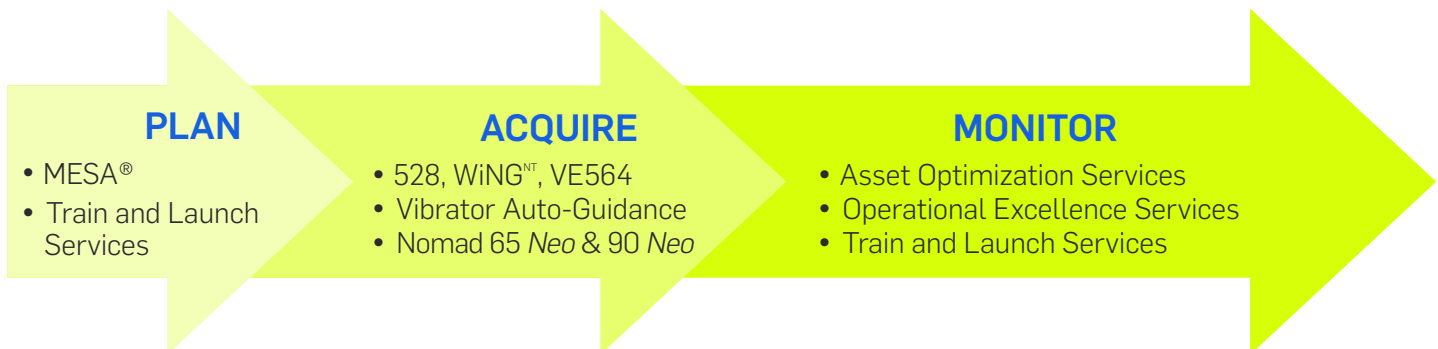 PLAN
• MESA®
• Train and Launch
Services
ACQUIRE
• 528, WiNGᴺᵀ, VE564
• Vibrator Auto-Guidance
• Nomad 65 Neo & 90 Neo
MONITOR
• Asset Optimization Services
• Operational Excellence Services
• Train and Launch Services